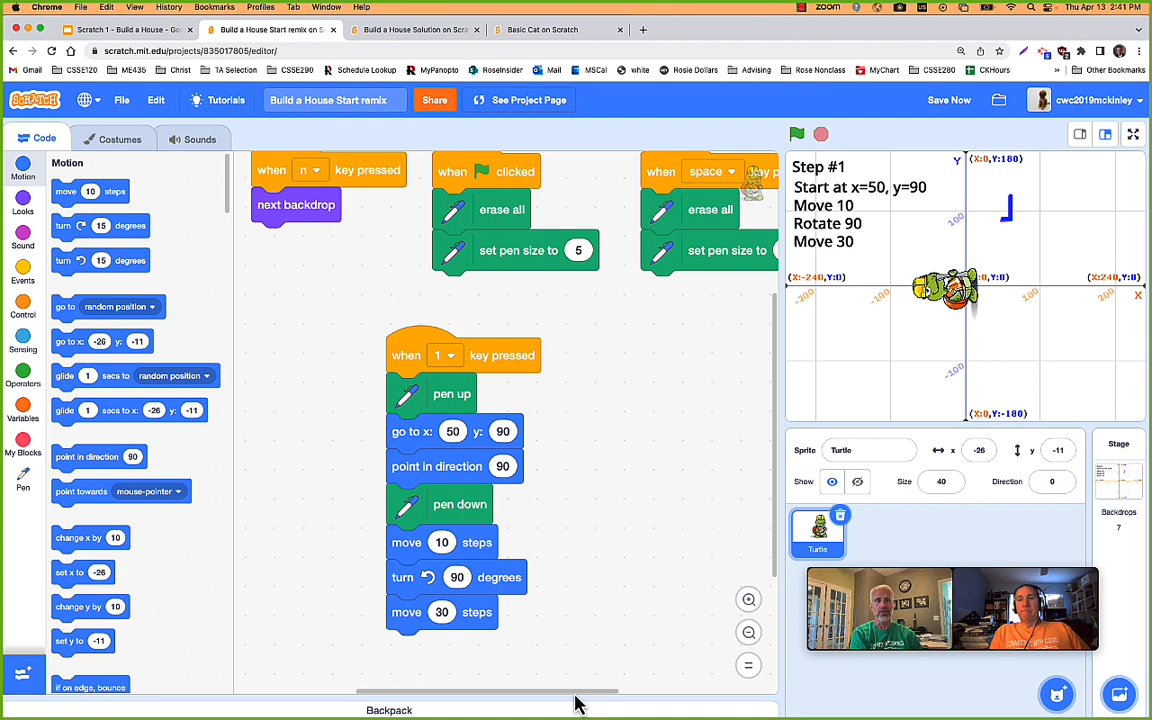 Chrome File Edit View History Bookmarks Profiles Tab Window Help zoom Thu Apr 13 2:41 PM
Scratch 1 - Build a House - Go
Build a House Start remix on S
Build a House Solution on Scra
Basic Cat on Scratch
scratch.mit.edu/projects/835017805/editor/
Gmail CSSE120 ME435 Christ TA Selection CSSE290 Schedule Lookup MyPanopto RoseInsider Mail MSCal white Rosie Dollars Advising Rose Nonclass MyChart CSSE280 CKHours » Other Bookmarks
SCRATCH File Edit Tutorials Build a House Start remix Share See Project Page Save Now cwc2019mckinley
Code Costumes Sounds
Motion
Looks
Sound
Events
Control
Sensing
Operators
Variables
My Blocks
Pen
Motion
move 10 steps
turn 15 degrees
turn 15 degrees
go to random position
go to x: -26 y: -11
glide 1 secs to random position
glide 1 secs to x: -26 y: -11
point in direction 90
point towards mouse-pointer
change x by 10
set x to -26
change y by 10
set y to -11
if on edge, bounce
when n key pressed
next backdrop
when clicked
erase all
set pen size to 5
when space
erase all
set pen size to
when 1 key pressed
pen up
go to x: 50 y: 90
point in direction 90
pen down
move 10 steps
turn 90 degrees
move 30 steps
Backpack
Step #1
Start at x=50, y=90
Move 10
Rotate 90
Move 30
Y (X:0,Y:180)
100
(X:-240,Y:0)
:0,Y:0)
(X:240,Y:0)
-200 -100 100 200 X
-100
(X:0,Y:-180)
Sprite Turtle x -26 y -11
Show Size 40 Direction 0
Turtle
Stage
Backdrops
7